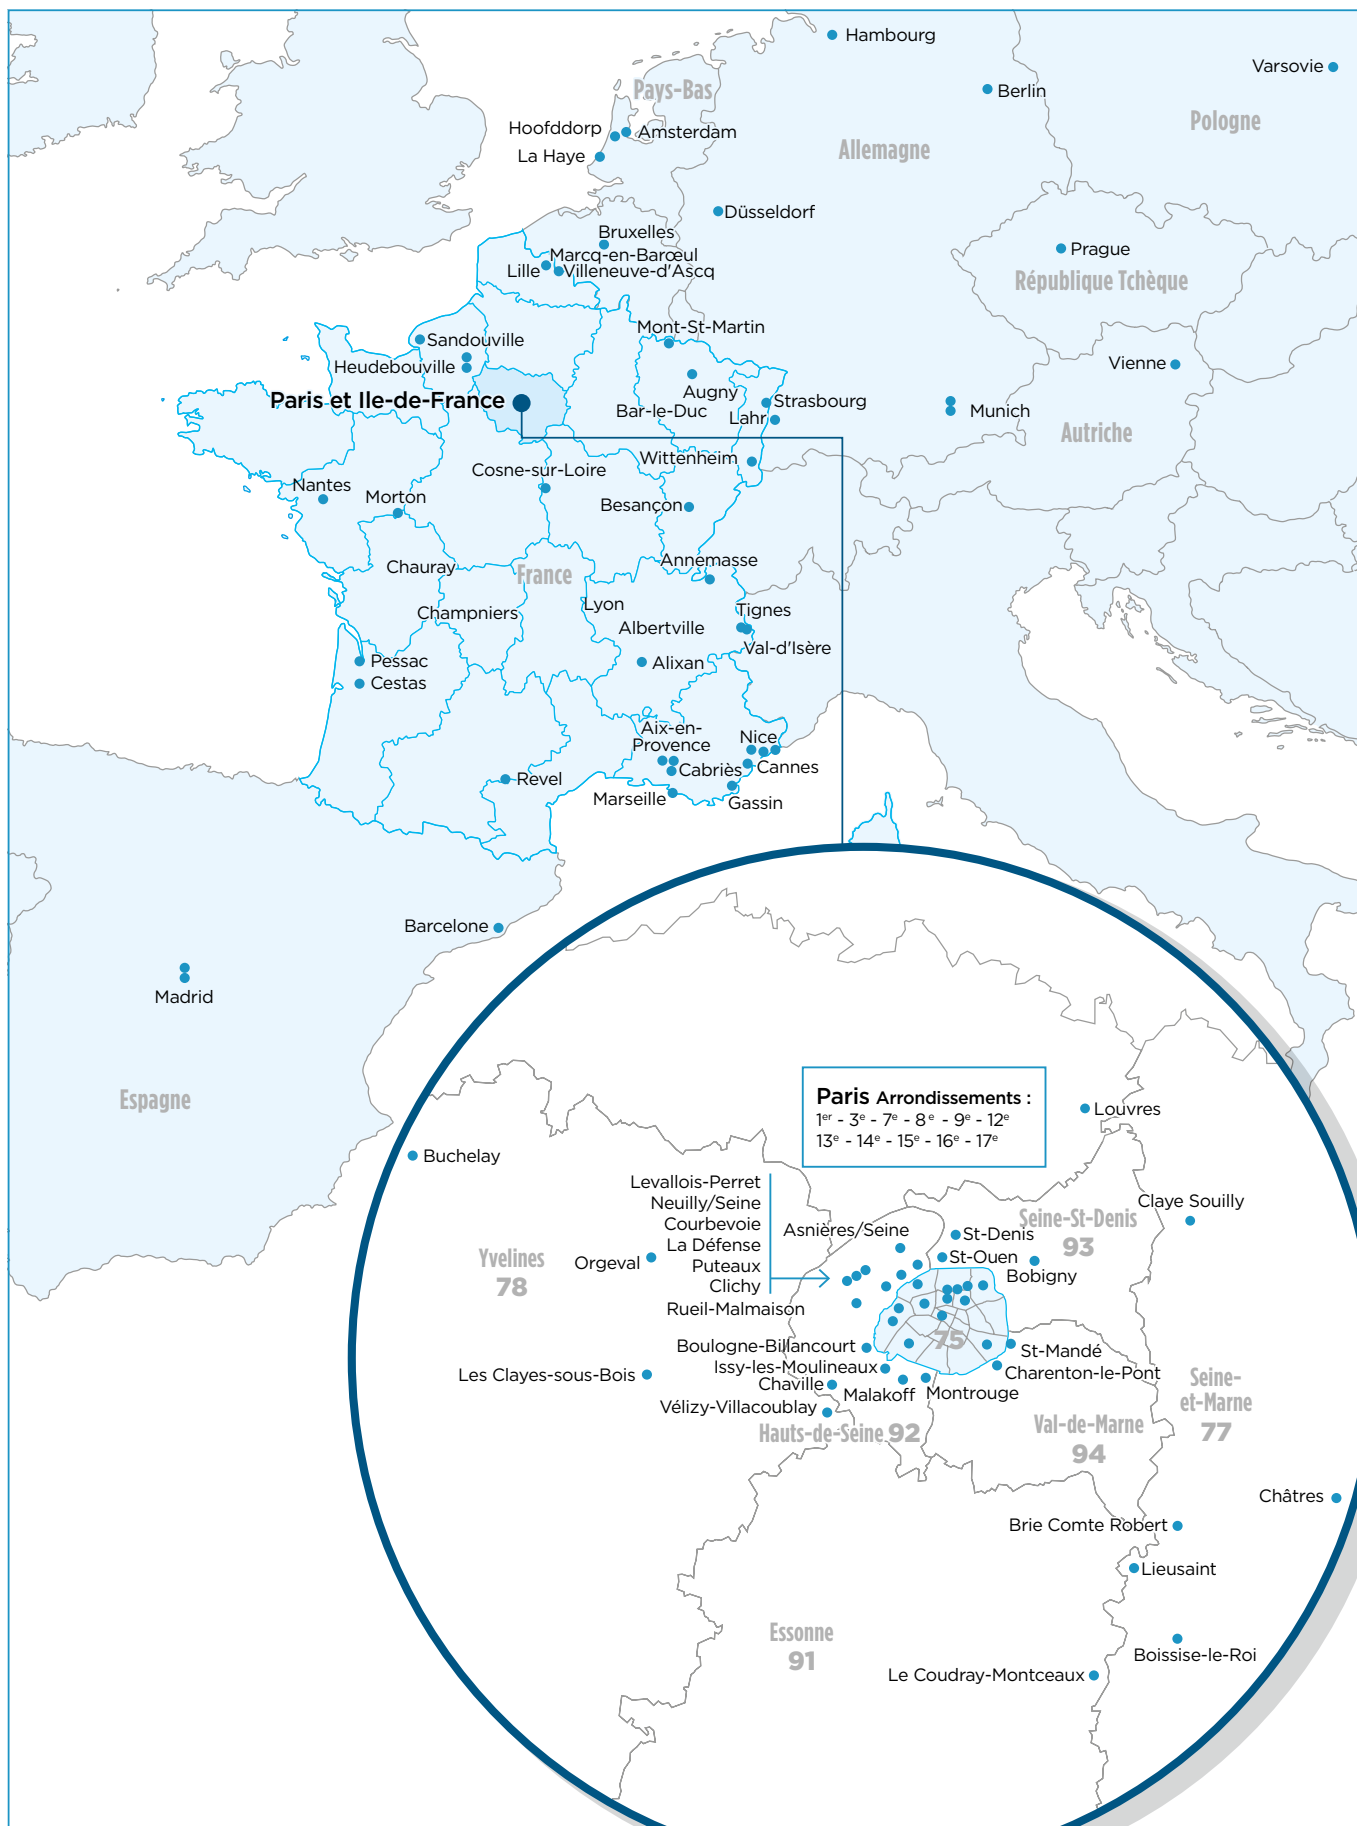 Hambourg
Varsovie
Pays-Bas
Berlin
Pologne
Hoofddorp
Amsterdam
Allemagne
La Haye
Düsseldorf
Bruxelles
Prague
Marcq-en-Barœul
Lille
Villeneuve-d'Ascq
République Tchèque
Mont-St-Martin
Sandouville
Heudebouville
Vienne
Augny
Paris et Ile-de-France
Strasbourg
Bar-le-Duc
Lahr
Munich
Autriche
Wittenheim
Cosne-sur-Loire
Nantes
Morton
Besançon
Annemasse
Chauray
France
Lyon
Tignes
Champniers
Albertville
Val-d'Isère
Pessac
Alixan
Cestas
Aix-en-
Provence
Nice
Cabriès
Cannes
Revel
Marseille
Gassin
Barcelone
Madrid
Espagne
Paris Arrondissements :
1er - 3e - 7e - 8e - 9e - 12e
13e - 14e - 15e - 16e - 17e
Louvres
Buchelay
Levallois-Perret
Neuilly/Seine
Courbevoie
La Défense
Puteaux
Clichy
Claye Souilly
Asnières/Seine
Seine-St-Denis
93
St-Denis
St-Ouen
Bobigny
Yvelines
78
Orgeval
Rueil-Malmaison
75
Boulogne-Billancourt
St-Mandé
Issy-les-Moulineaux
Charenton-le-Pont
Les Clayes-sous-Bois
Chaville
Malakoff
Montrouge
Seine-
et-Marne
77
Vélizy-Villacoublay
Hauts-de-Seine 92
Val-de-Marne
94
Châtres
Brie Comte Robert
Lieusaint
Essonne
91
Boissise-le-Roi
Le Coudray-Montceaux